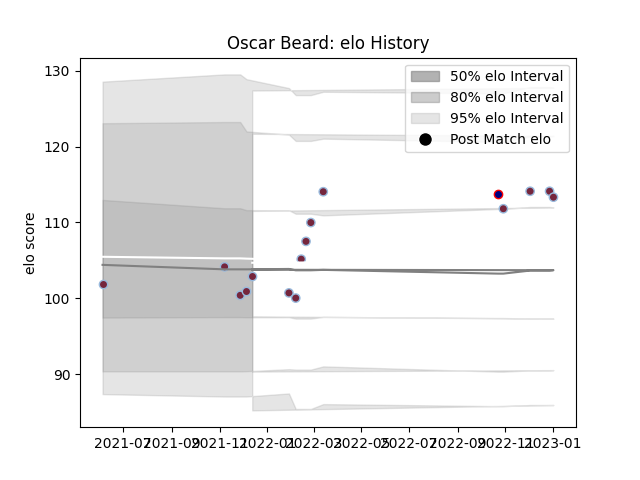 Oscar Beard: elo History
130
120
110
100
90
elo score
50% elo Interval
80% elo Interval
95% elo Interval
Post Match elo
2021-07
2021-09
2021-11
2022-01
2022-03
2022-05
2022-07
2022-09
2022-11
2023-01